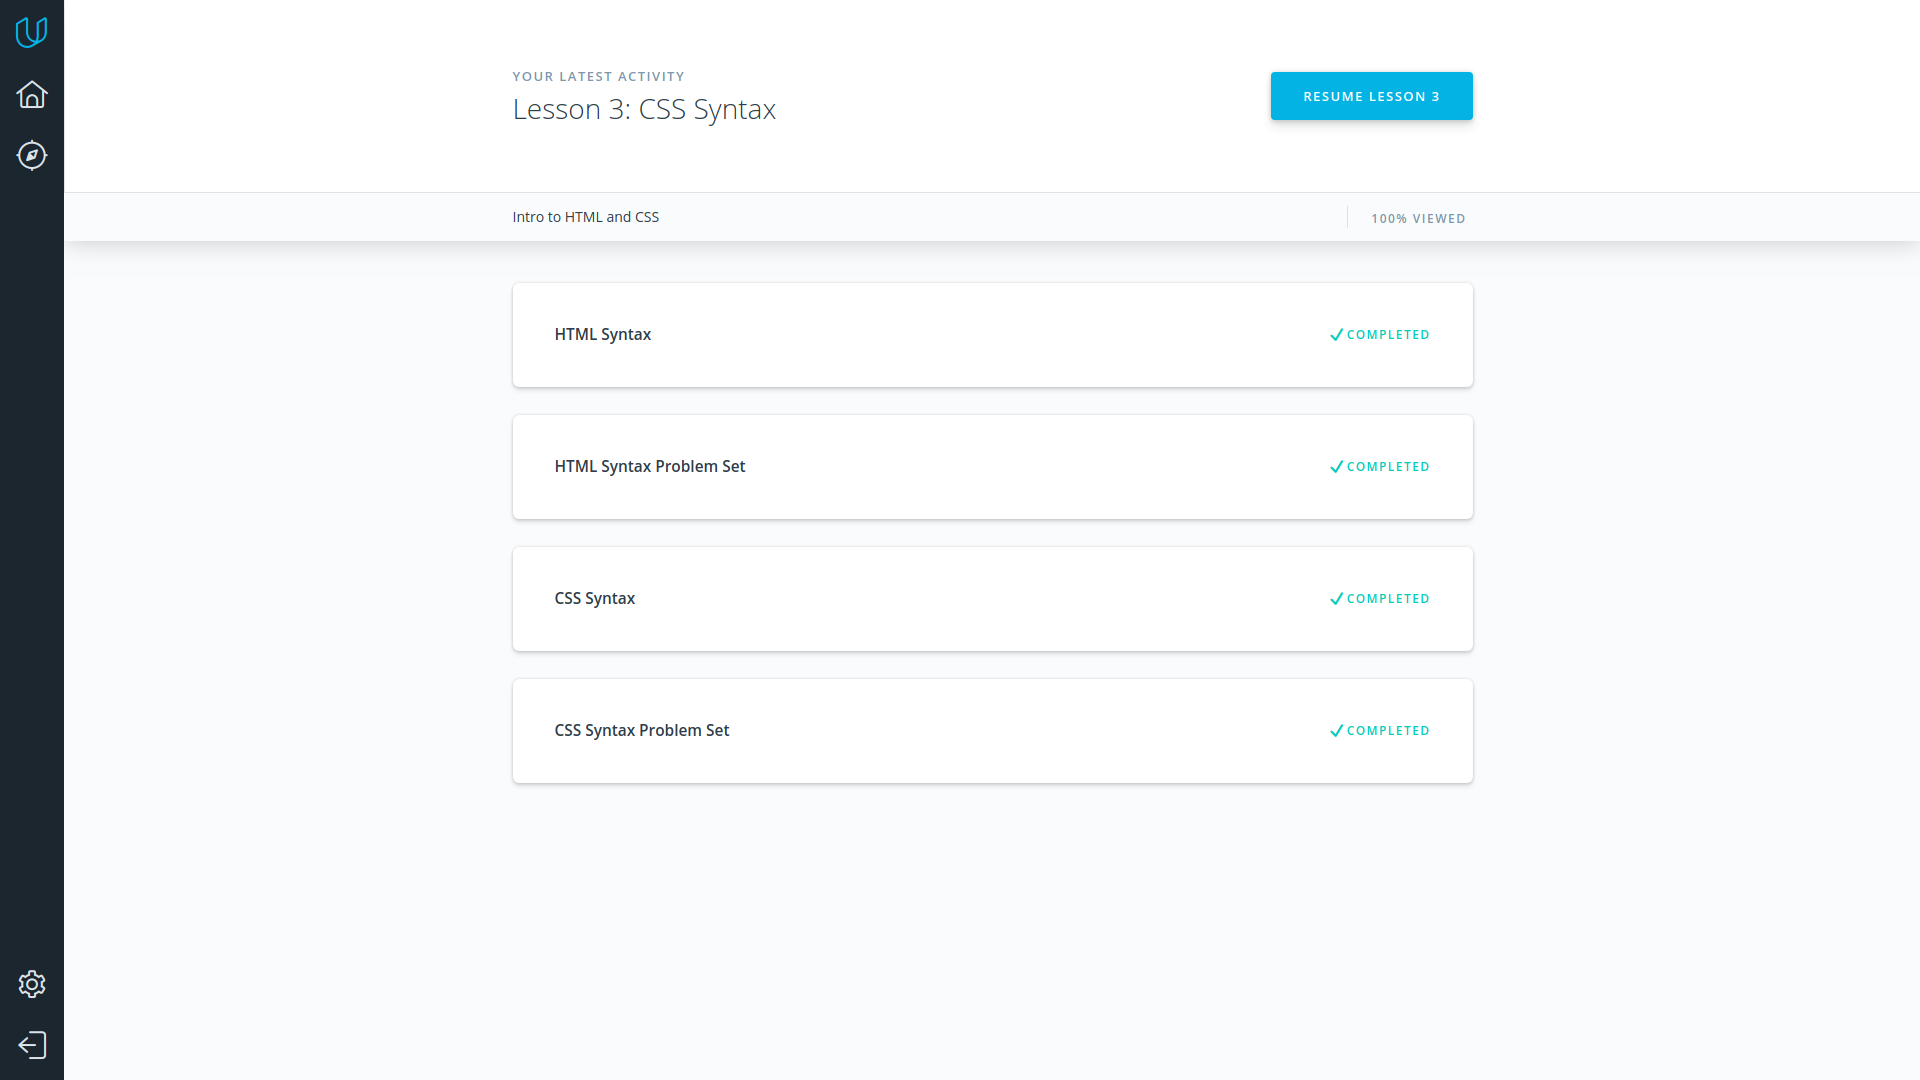 YOUR LATEST ACTIVITY
Lesson 3: CSS Syntax
RESUME LESSON 3
Intro to HTML and CSS
100% VIEWED
HTML Syntax
COMPLETED
HTML Syntax Problem Set
COMPLETED
CSS Syntax
COMPLETED
CSS Syntax Problem Set
COMPLETED